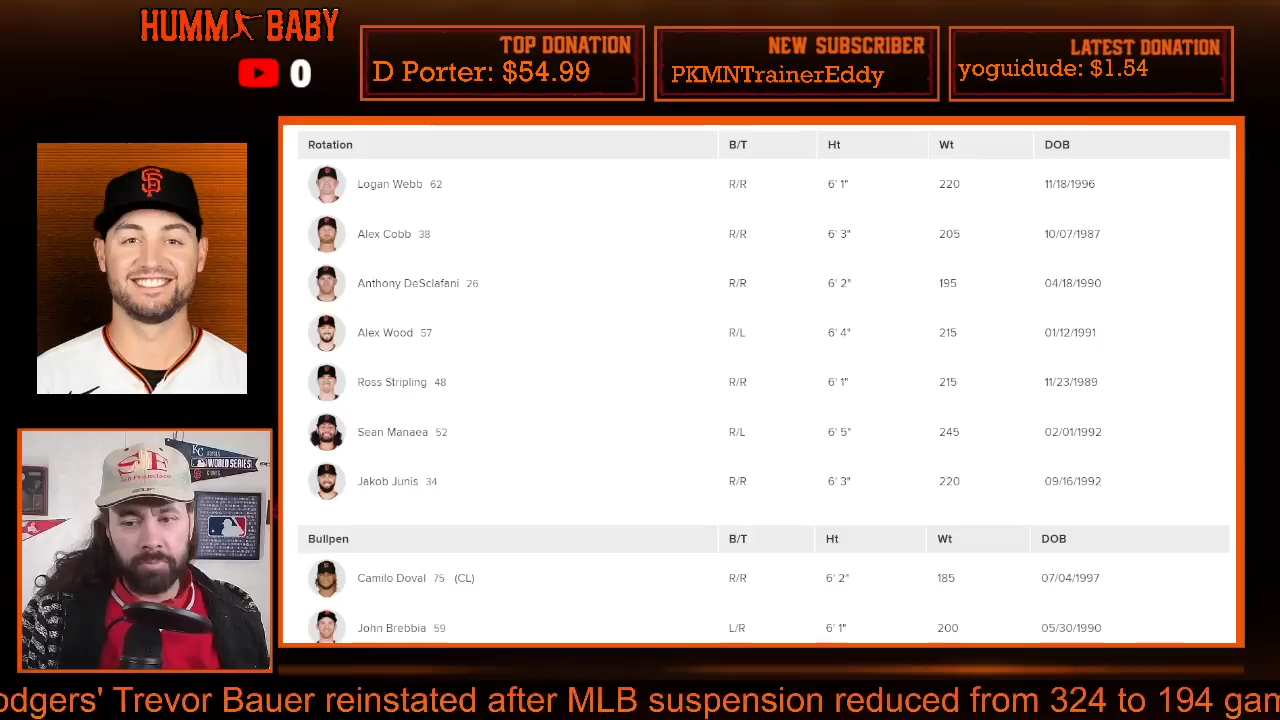 HUMM BABY
0
TOP DONATION
D Porter: $54.99
NEW SUBSCRIBER
PKMNTrainerEddy
LATEST DONATION
yoguidude: $1.54
Rotation B/T Ht Wt DOB
Logan Webb 62 R/R 6' 1" 220 11/18/1996
Alex Cobb 38 R/R 6' 3" 205 10/07/1987
Anthony DeSclafani 26 R/R 6' 2" 195 04/18/1990
Alex Wood 57 R/L 6' 4" 215 01/12/1991
Ross Stripling 48 R/R 6' 1" 215 11/23/1989
Sean Manaea 52 R/L 6' 5" 245 02/01/1992
Jakob Junis 34 R/R 6' 3" 220 09/16/1992
Bullpen B/T Ht Wt DOB
Camilo Doval 75 (CL) R/R 6' 2" 185 07/04/1997
John Brebbia 59 L/R 6' 1" 200 05/30/1990
SF
KC
WORLD SERIES
SF
Francisco
odgers' Trevor Bauer reinstated after MLB suspension reduced from 324 to 194 gam